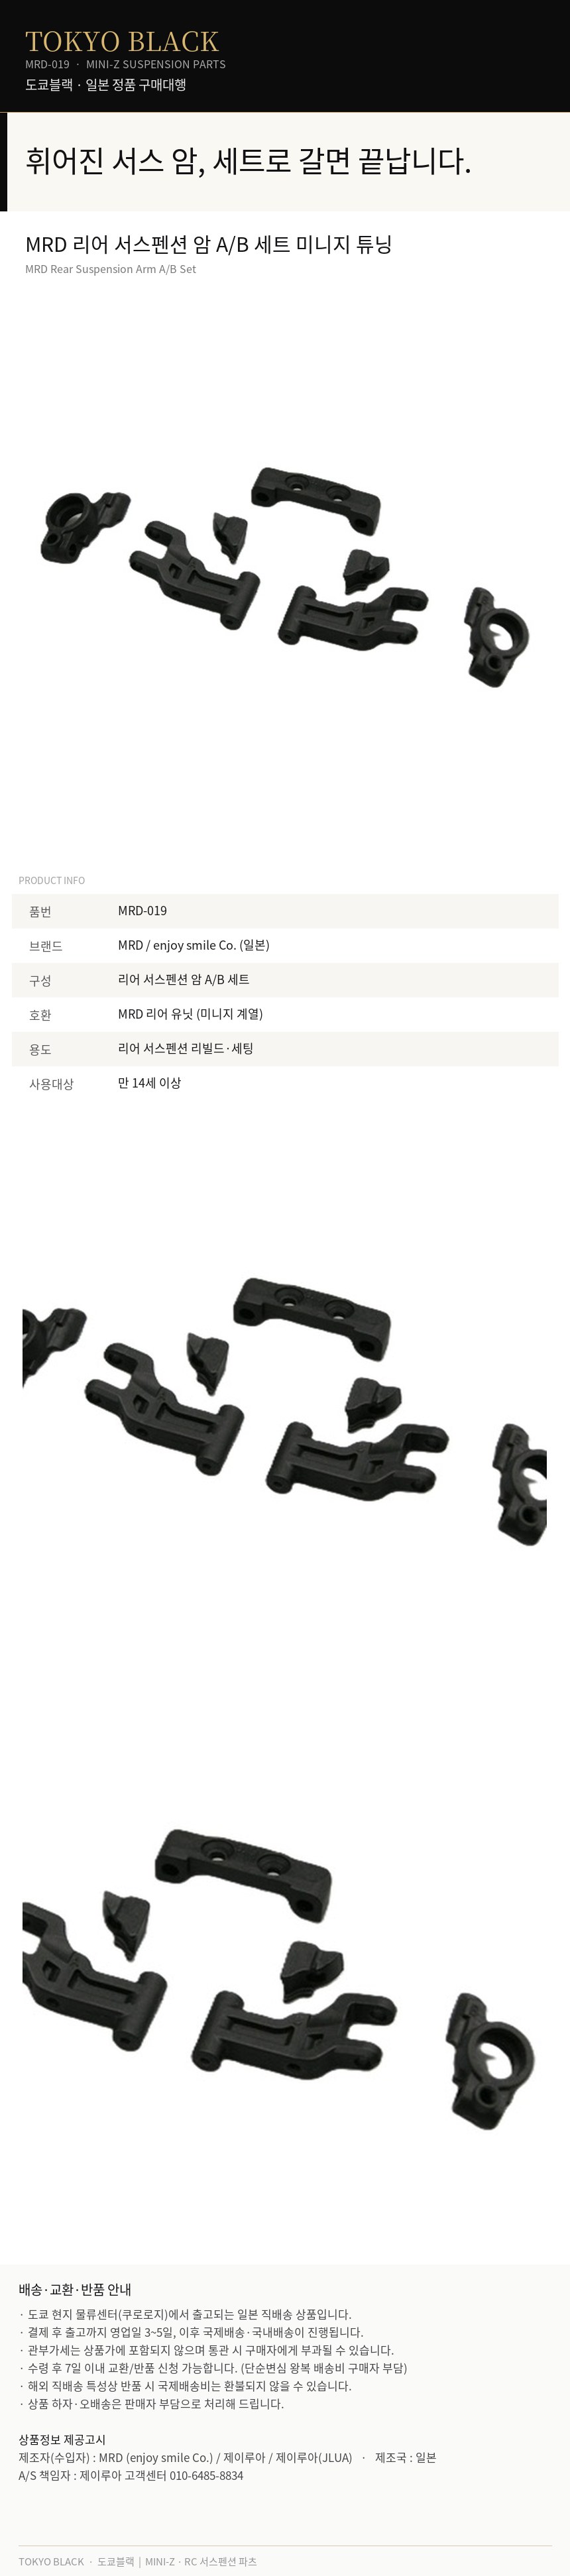 TOKYO BLACK
MRD-019 · MINI-Z SUSPENSION PARTS
도쿄블랙 · 일본 정품 구매대행
휘어진 서스 암, 세트로 갈면 끝납니다.
MRD 리어 서스펜션 암 A/B 세트 미니지 튜닝
MRD Rear Suspension Arm A/B Set
PRODUCT INFO
품번 MRD-019
브랜드 MRD / enjoy smile Co. (일본)
구성 리어 서스펜션 암 A/B 세트
호환 MRD 리어 유닛 (미니지 계열)
용도 리어 서스펜션 리빌드·세팅
사용대상 만 14세 이상
배송·교환·반품 안내
· 도쿄 현지 물류센터(쿠로로지)에서 출고되는 일본 직배송 상품입니다.
· 결제 후 출고까지 영업일 3~5일, 이후 국제배송·국내배송이 진행됩니다.
· 관부가세는 상품가에 포함되지 않으며 통관 시 구매자에게 부과될 수 있습니다.
· 수령 후 7일 이내 교환/반품 신청 가능합니다. (단순변심 왕복 배송비 구매자 부담)
· 해외 직배송 특성상 반품 시 국제배송비는 환불되지 않을 수 있습니다.
· 상품 하자·오배송은 판매자 부담으로 처리해 드립니다.
상품정보 제공고시
제조자(수입자) : MRD (enjoy smile Co.) / 제이루아 / 제이루아(JLUA) · 제조국 : 일본
A/S 책임자 : 제이루아 고객센터 010-6485-8834
TOKYO BLACK · 도쿄블랙 | MINI-Z · RC 서스펜션 파츠